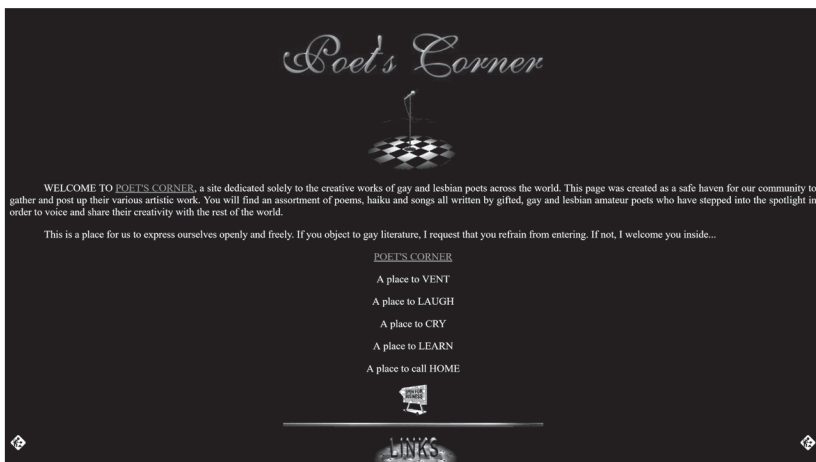 Poet's Corner
WELCOME TO POET'S CORNER, a site dedicated solely to the creative works of gay and lesbian poets across the world. This page was created as a safe haven for our community to
gather and post up their various artistic work. You will find an assortment of poems, haiku and songs all written by gifted, gay and lesbian amateur poets who have stepped into the spotlight in
order to voice and share their creativity with the rest of the world.
This is a place for us to express ourselves openly and freely. If you object to gay literature, I request that you refrain from entering. If not, I welcome you inside...
POET'S CORNER
A place to VENT
A place to LAUGH
A place to CRY
A place to LEARN
A place to call HOME
OPEN FOR
BUSINESS
LINKS